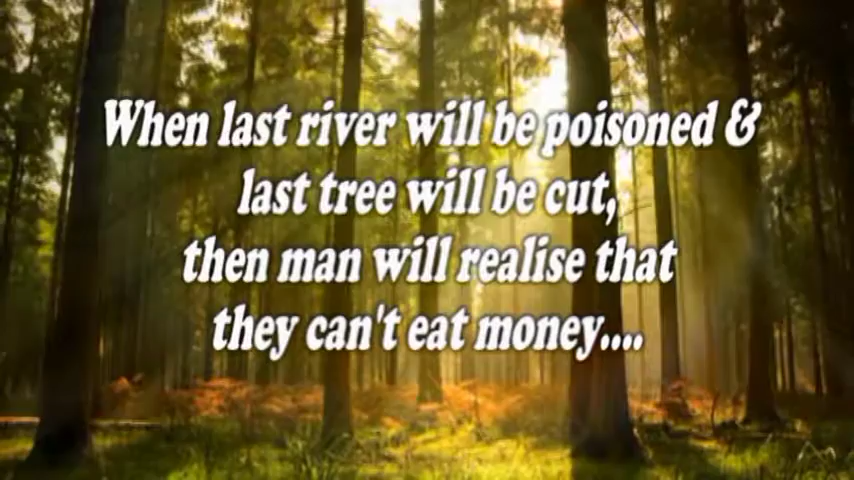 When last river will be poisoned &
last tree will be cut,
then man will realise that
they can't eat money....